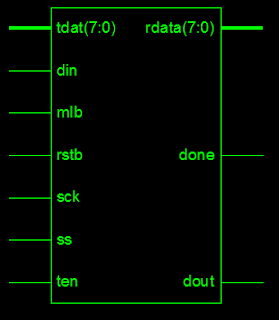 tdat(7:0) rdata(7:0)
din
mlb
rstb done
sck
ss
ten dout